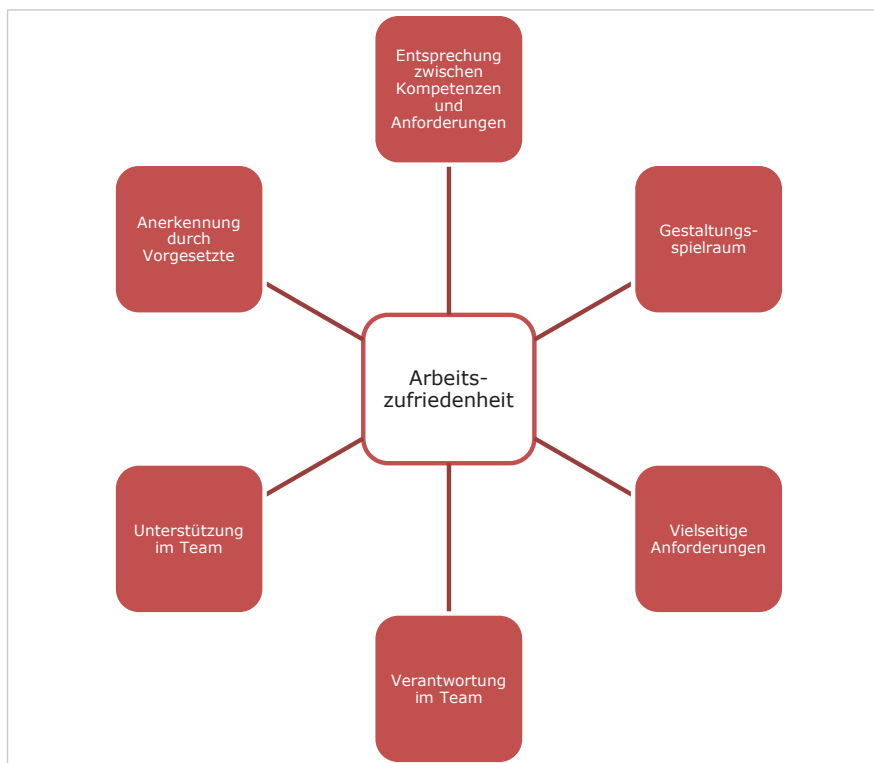 Entsprechung
zwischen
Kompetenzen
und
Anforderungen
Anerkennung
durch
Vorgesetzte
Gestaltungs-
spielraum
Arbeits-
zufriedenheit
Unterstützung
im Team
Vielseitige
Anforderungen
Verantwortung
im Team